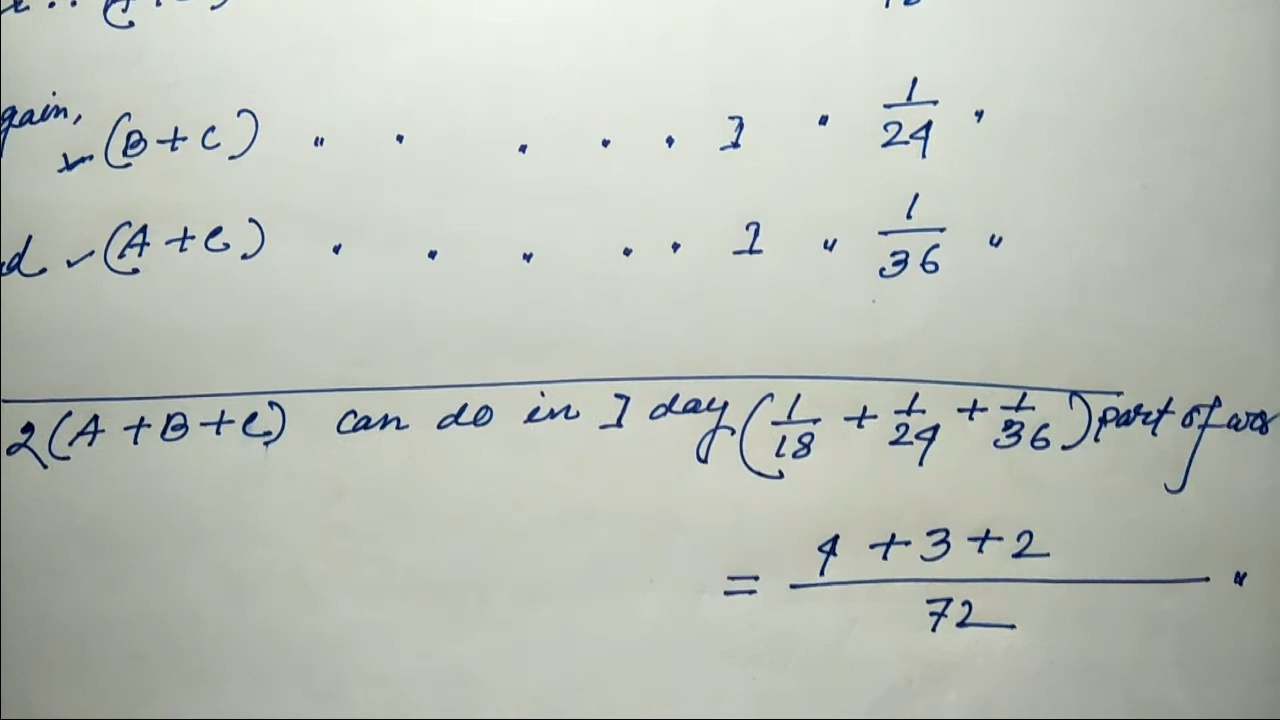 gain,
(B+C) " " " " " 1 " 1/24 "
d (A+C) " " " " " 1 " 1/36 "
2(A+B+C) can do in 1 day (1/18 + 1/24 + 1/36) part of wor
= 4+3+2/72 "